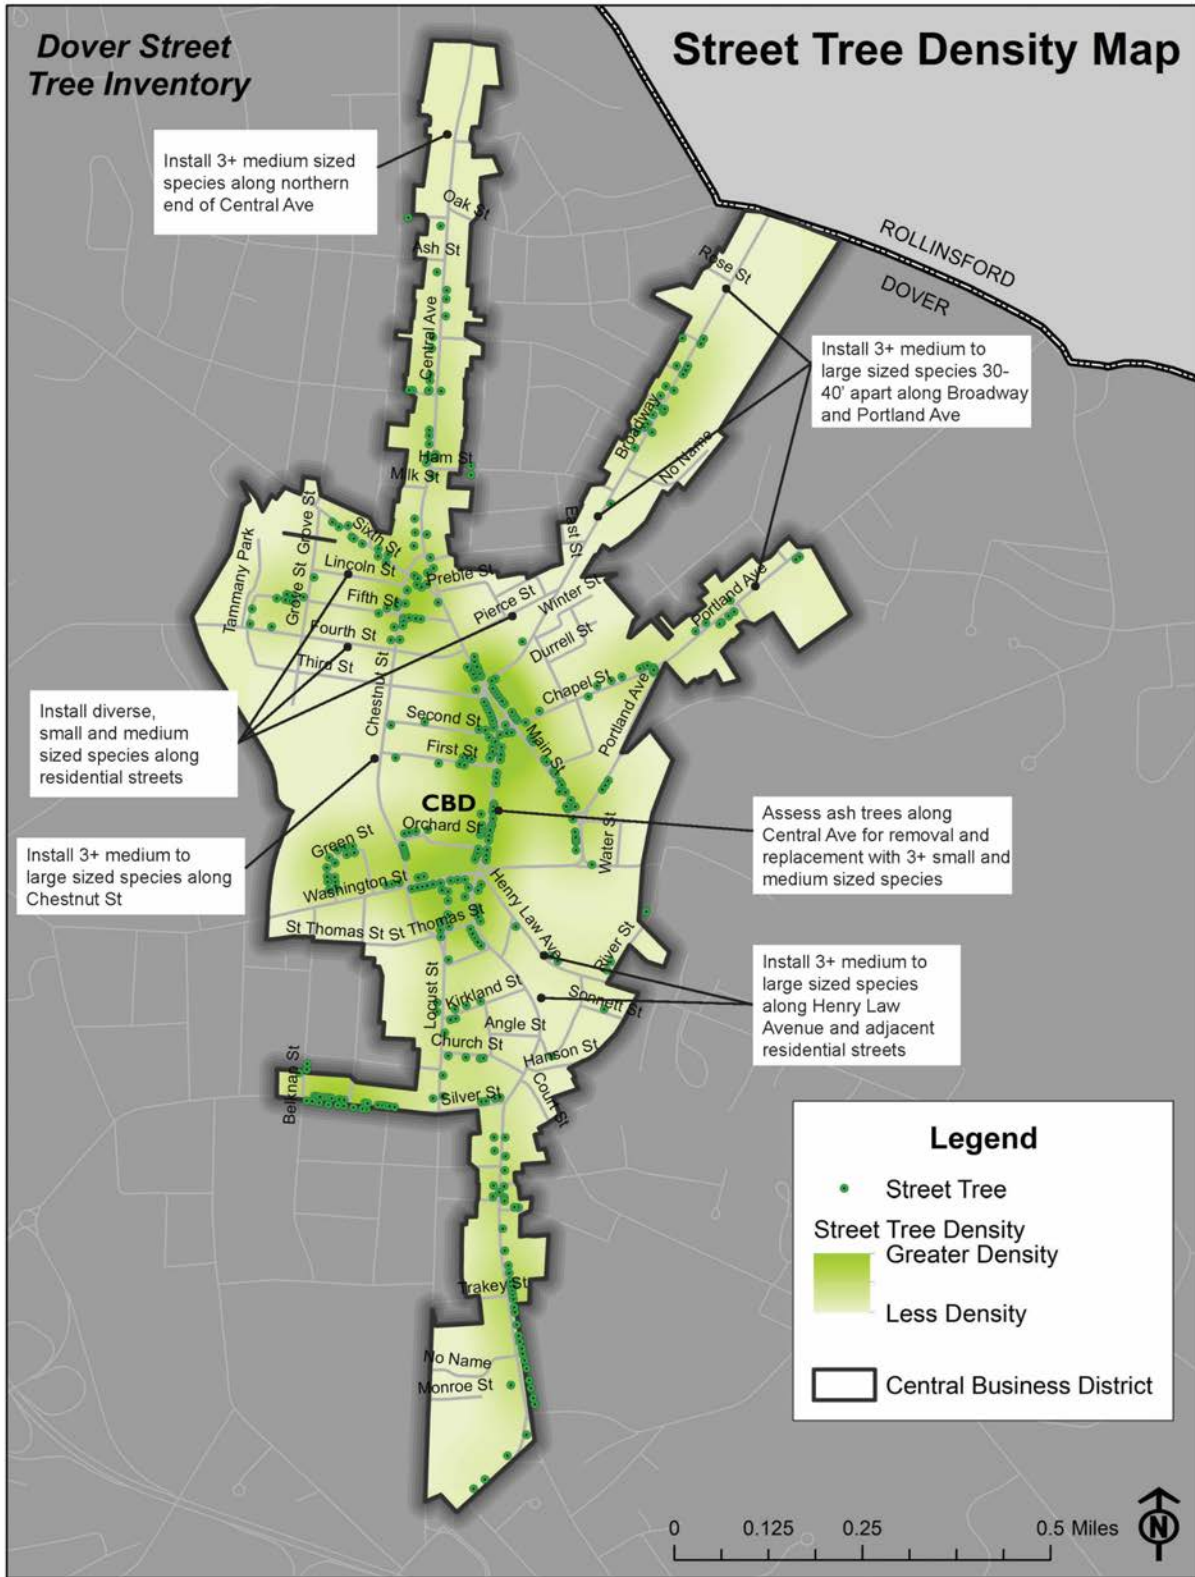 Dover Street
Tree Inventory
Street Tree Density Map
Install 3+ medium sized
species along northern
end of Central Ave
Oak St
Ash St
Central Ave
Ham St
Milk St
ROLLINSFORD
DOVER
Rose St
Install 3+ medium to
large sized species 30-
40' apart along Broadway
and Portland Ave
Broadway
No Name
East St
Grove St
Sixth St
Tammany Park
Lincoln St
Preble St
Grove St
Fifth St
Pierce St
Winter St
Portland Ave
Fourth St
Durrell St
Third St
Chestnut St
Chapel St
Portland Ave
Second St
Main St
First St
Install diverse,
small and medium
sized species along
residential streets
CBD
Orchard St
Green St
Water St
Assess ash trees along
Central Ave for removal and
replacement with 3+ small and
medium sized species
Install 3+ medium to
large sized species along
Chestnut St
Washington St
Henry Law Ave
St Thomas St
St Thomas St
River St
Locust St
Kirkland St
Sonnett St
Angle St
Church St
Hanson St
Install 3+ medium to
large sized species
along Henry Law
Avenue and adjacent
residential streets
Belknap St
Silver St
Court St
Trakey St
No Name
Monroe St
Legend
Street Tree
Street Tree Density
Greater Density
Less Density
Central Business District
0 0.125 0.25 0.5 Miles
N